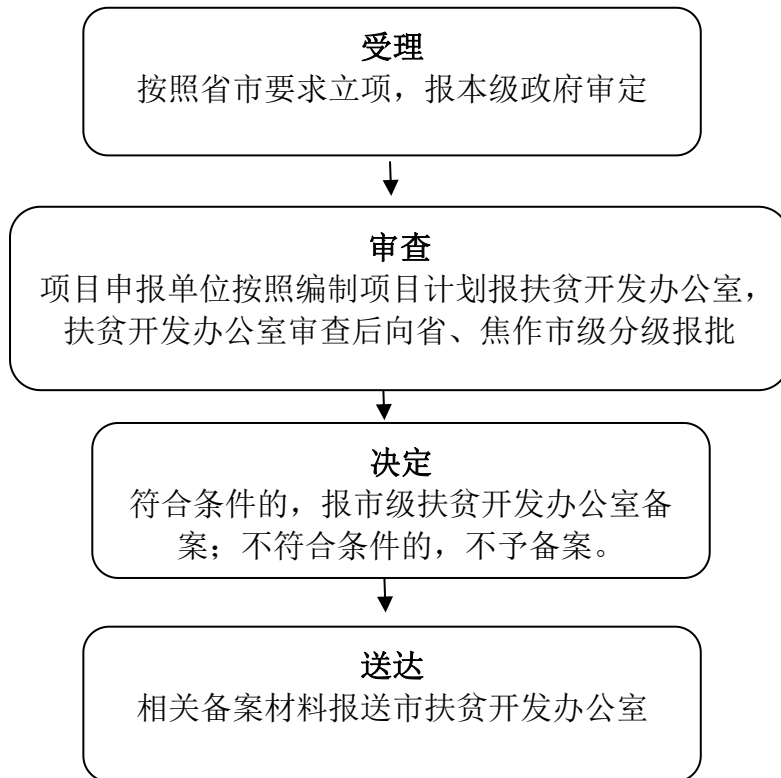 受理
按照省市要求立项，报本级政府审定
审查
项目申报单位按照编制项目计划报扶贫开发办公室，
扶贫开发办公室审查后向省、焦作市级分级报批
决定
符合条件的，报市级扶贫开发办公室备
案；不符合条件的，不予备案。
送达
相关备案材料报送市扶贫开发办公室